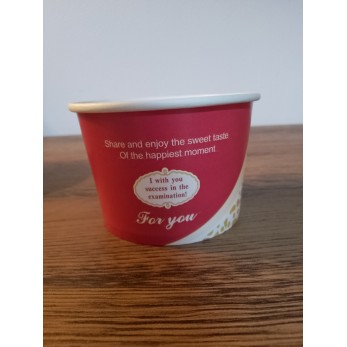 Share and enjoy the sweet taste
Of the happiest moment
I with you
success in the
examination!
For you